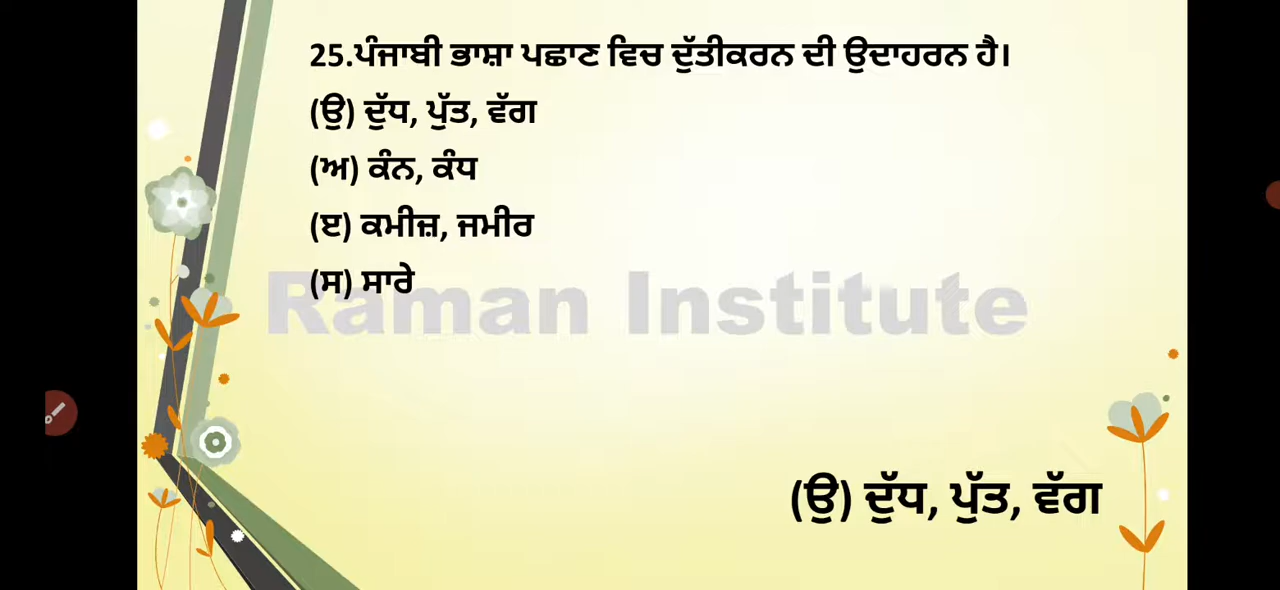 25.ਪੰਜਾਬੀ ਭਾਸ਼ਾ ਪਛਾਣ ਵਿਚ ਦੁੱਤੀਕਰਨ ਦੀ ਉਦਾਹਰਨ ਹੈ।
(ੳ) ਦੁੱਧ, ਪੁੱਤ, ਵੱਗ
(ਅ) ਕੰਨ, ਕੰਧ
(ੲ) ਕਮੀਜ਼, ਜਮੀਰ
(ਸ) ਸਾਰੇ
Raman Institute
(ੳ) ਦੁੱਧ, ਪੁੱਤ, ਵੱਗ